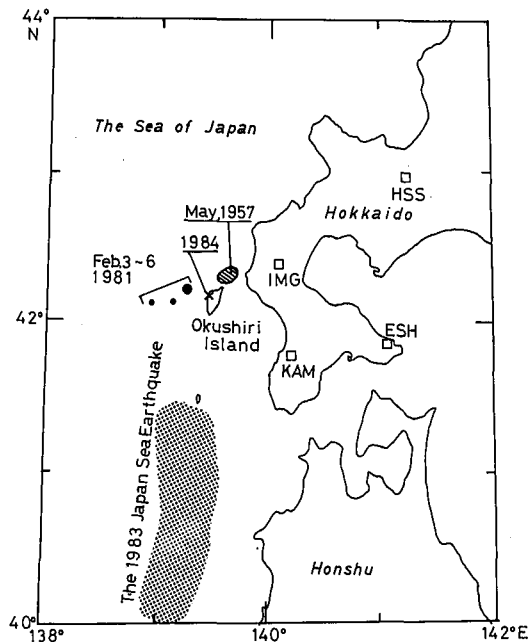 44°
N
The Sea of Japan
HSS
Hokkaido
May,1957
1984
Feb.3~6
1981
IMG
42°
Okushiri
Island
ESH
KAM
The 1983 Japan Sea Earthquake
Honshu
40°
138°
140°
142°E